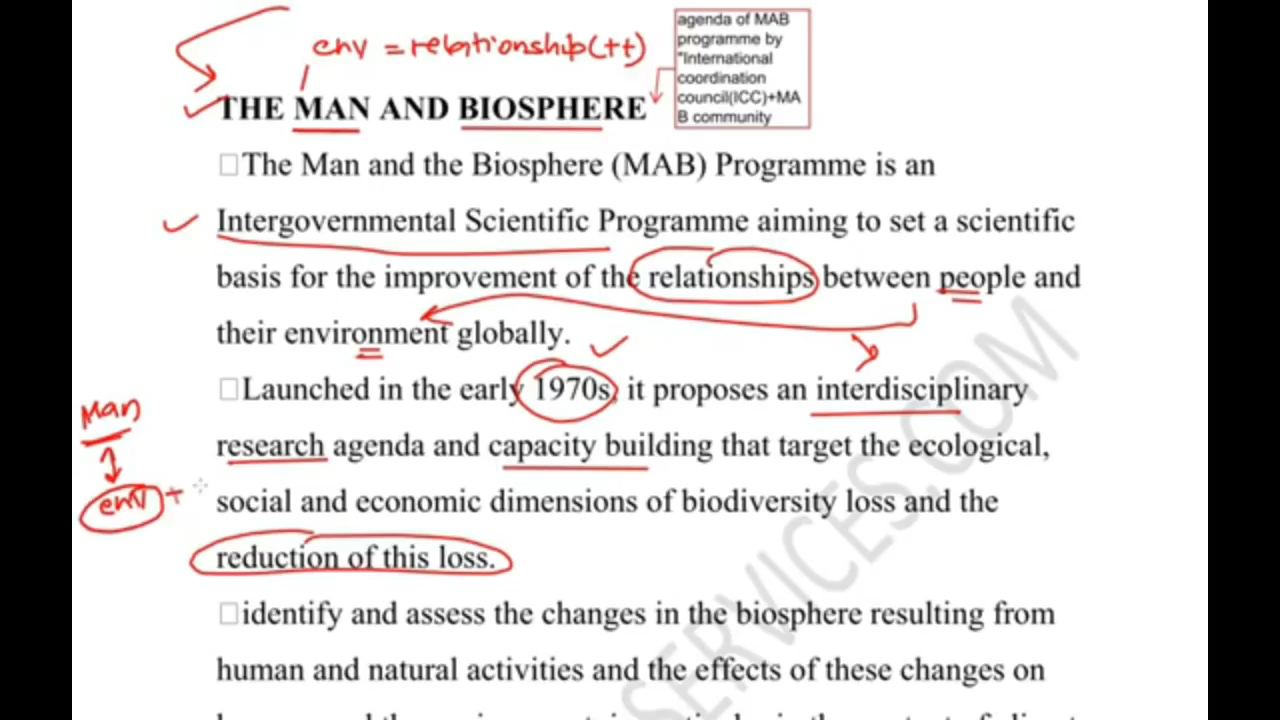 env = relationship(++)
agenda of MAB
programme by
"International
coordination
council(ICC)+MA
B community
THE MAN AND BIOSPHERE
□The Man and the Biosphere (MAB) Programme is an
Intergovernmental Scientific Programme aiming to set a scientific
basis for the improvement of the relationships between people and
their environment globally.
□Launched in the early 1970s, it proposes an interdisciplinary
research agenda and capacity building that target the ecological,
social and economic dimensions of biodiversity loss and the
reduction of this loss.
Man
env +
□identify and assess the changes in the biosphere resulting from
human and natural activities and the effects of these changes on
SERVICES.COM